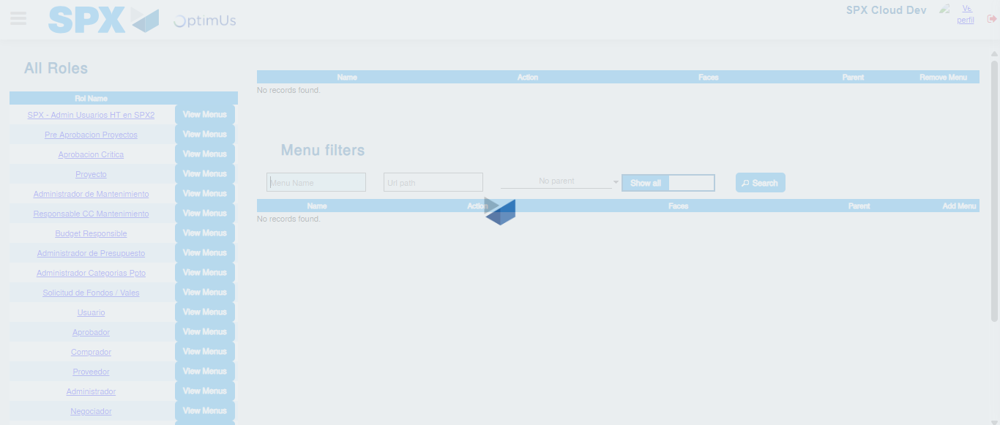 SPX
OptimUs
SPX Cloud Dev
perfil
All Roles
Rol Name
SPX - Admin Usuarios HT en SPX2 View Menus
Pre Aprobacion Proyectos View Menus
Aprobacion Critica View Menus
Proyecto View Menus
Administrador de Mantenimiento View Menus
Responsable CC Mantenimiento View Menus
Budget Responsible View Menus
Administrador de Presupuesto View Menus
Administrador Categorias Ppto View Menus
Solicitud de Fondos / Vales View Menus
Usuario View Menus
Aprobador View Menus
Comprador View Menus
Proveedor View Menus
Administrador View Menus
Negociador View Menus
Name Action Faces Parent Remove Menu
No records found.
Menu filters
Menu Name Url path No parent Show all Search
Name Action Faces Parent Add Menu
No records found.